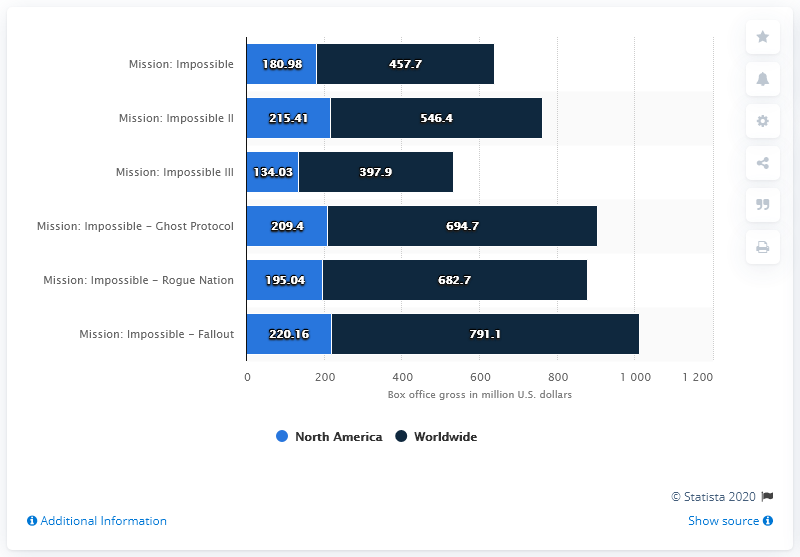 Mission: Impossible 180.98 457.7
Mission: Impossible II 215.41 546.4
Mission: Impossible III 134.03 397.9
Mission: Impossible – Ghost Protocol 209.4 694.7
Mission: Impossible – Rogue Nation 195.04 682.7
Mission: Impossible – Fallout 220.16 791.1
0 200 400 600 800 1 000 1 200
Box office gross in million U.S. dollars
North America Worldwide
© Statista 2020
Additional Information Show source